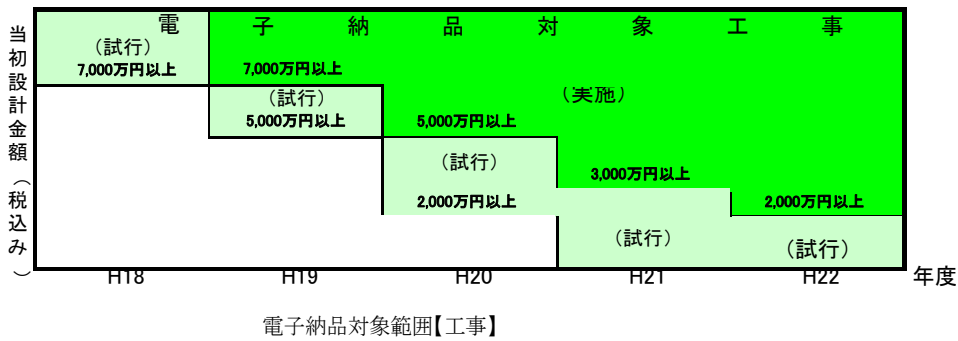 電子納品対象工事
当初設計金額(税込み)
(試行)
7,000万円以上
7,000万円以上
(試行)
5,000万円以上
(実施)
5,000万円以上
(試行)
2,000万円以上
3,000万円以上
(試行)
2,000万円以上
(試行)
H18 H19 H20 H21 H22 年度
電子納品対象範囲【工事】